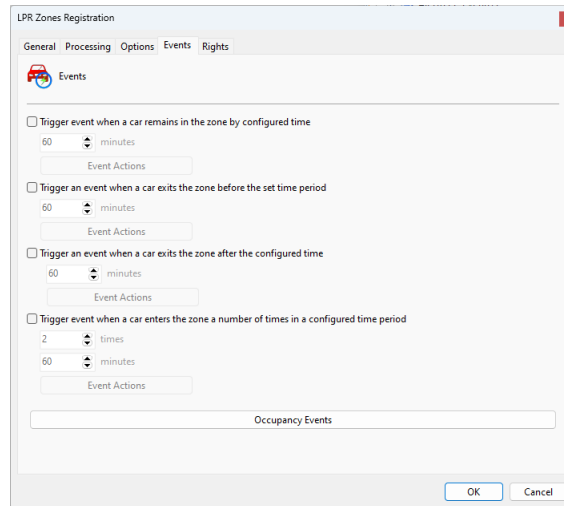 LPR Zones Registration
General Processing Options Events Rights
Events
Trigger event when a car remains in the zone by configured time
60 minutes
Event Actions
Trigger an event when a car exits the zone before the set time period
60 minutes
Event Actions
Trigger an event when a car exits the zone after the configured time
60 minutes
Event Actions
Trigger event when a car enters the zone a number of times in a configured time period
2 times
60 minutes
Event Actions
Occupancy Events
OK Cancel